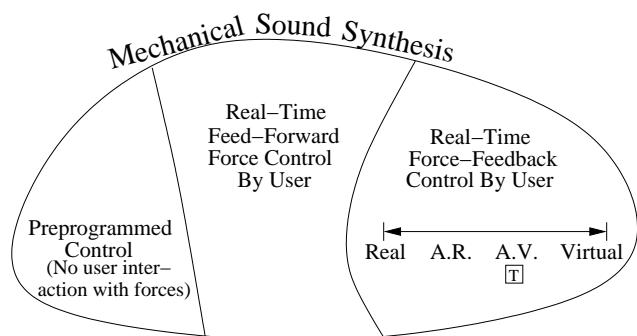 Mechanical Sound Synthesis
Preprogrammed
Control
(No user inter–
action with forces)
Real–Time
Feed–Forward
Force Control
By User
Real–Time
Force–Feedback
Control By User
Real A.R. A.V. Virtual
T